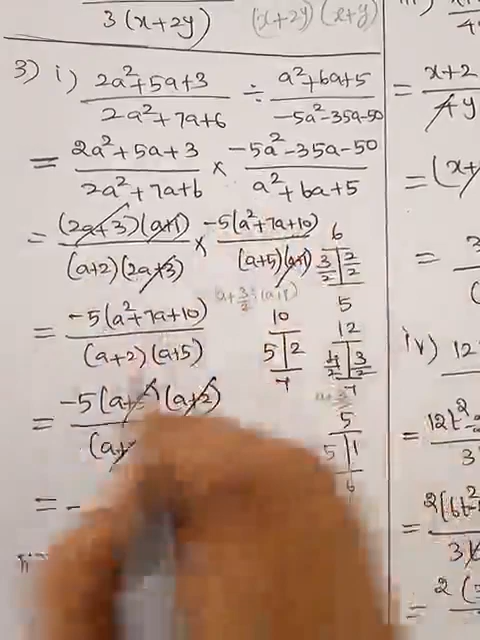 3(x+2y) (x+2y)(x+y)
3) i) 2a²+5a+3 / 2a²+7a+6 ÷ a²+6a+5 / -5a²-35a-50
= 2a²+5a+3 / 2a²+7a+6 × -5a²-35a-50 / a²+6a+5
= (2a+3)(a+1) / (a+2)(2a+3) × -5(a²+7a+10) / (a+5)(a+1)
6
3/2 | 2/2
5
= -5(a²+7a+10) / (a+2)(a+5)
10
5 | 2
7
12
4/2 | 3/2
7
= -5(a+ (a+2) / (a+
5
5 | 1
6
= -
= x+2 / 4y
= (x+
= 3
iv) 12
= 12t² / 3
= 2(6t² / 3
= 2(